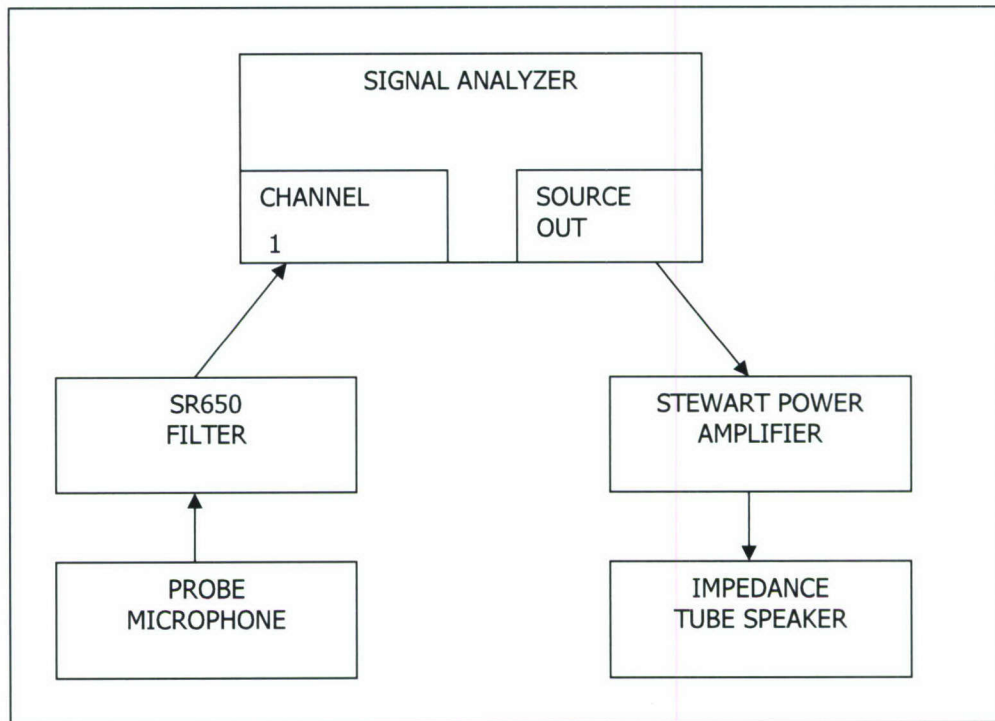 SIGNAL ANALYZER
CHANNEL
1
SOURCE
OUT
SR650
FILTER
STEWART POWER
AMPLIFIER
PROBE
MICROPHONE
IMPEDANCE
TUBE SPEAKER